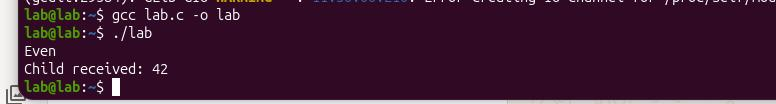 lab@lab:~$ gcc lab.c -o lab
lab@lab:~$ ./lab
Even
Child received: 42
lab@lab:~$